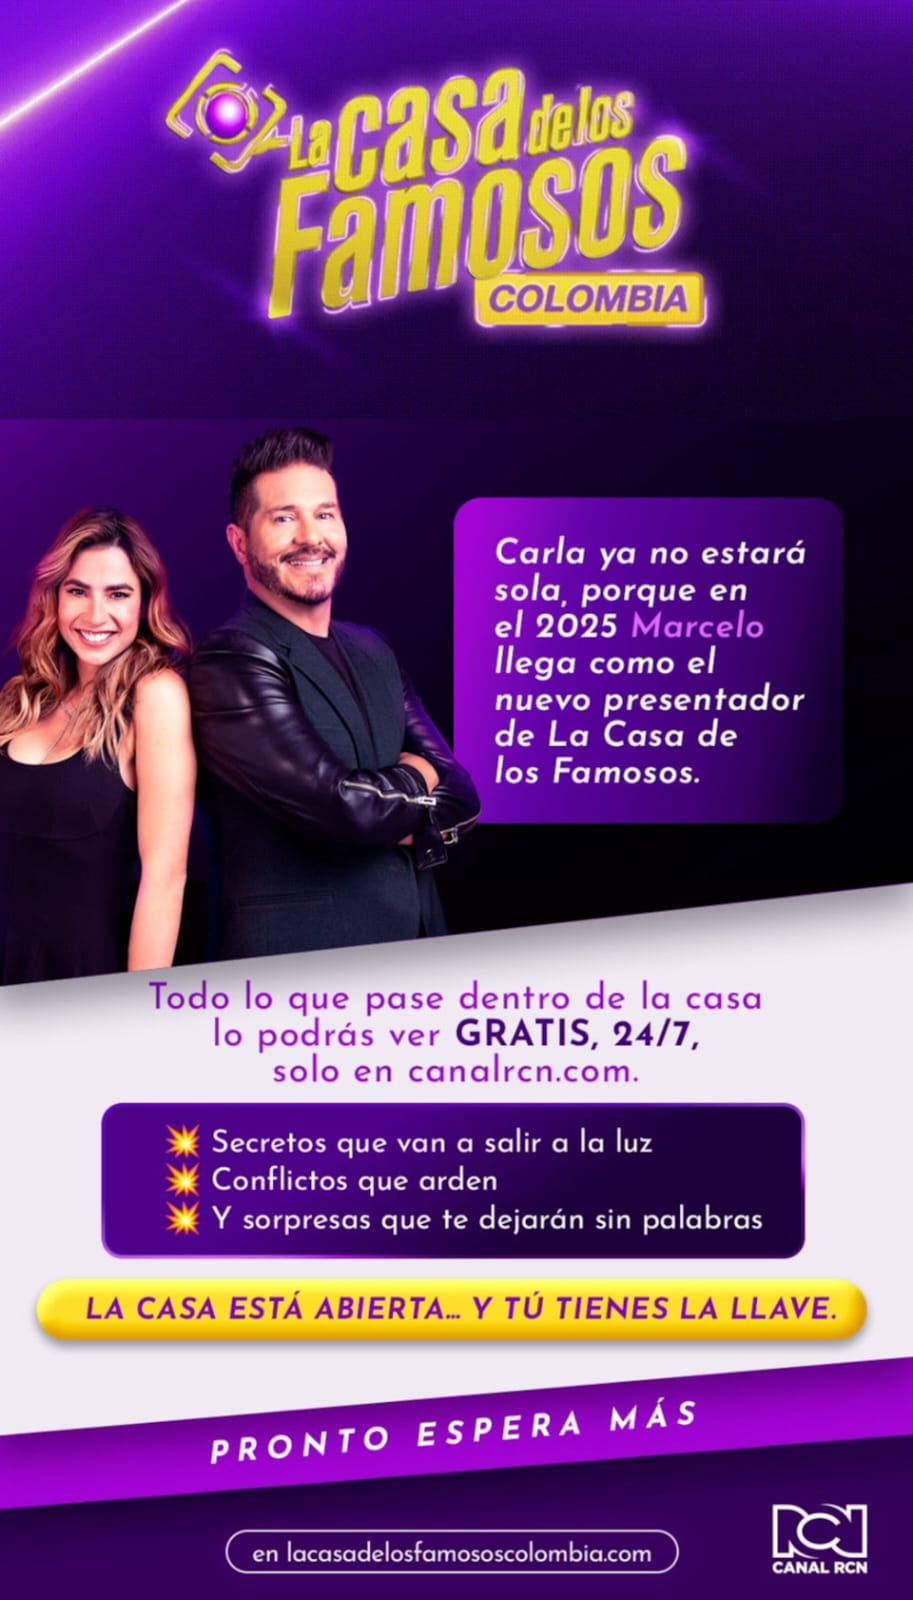 La casa de los
Famosos
COLOMBIA
Carla ya no estará
sola, porque en
el 2025 Marcelo
llega como el
nuevo presentador
de La Casa de
los Famosos.
Todo lo que pase dentro de la casa
lo podrás ver GRATIS, 24/7,
solo en canalrcn.com.
💥 Secretos que van a salir a la luz
💥 Conflictos que arden
💥 Y sorpresas que te dejarán sin palabras
LA CASA ESTÁ ABIERTA... Y TÚ TIENES LA LLAVE.
PRONTO ESPERA MÁS
en lacasadelosfamososcolombia.com
RCN
CANAL RCN